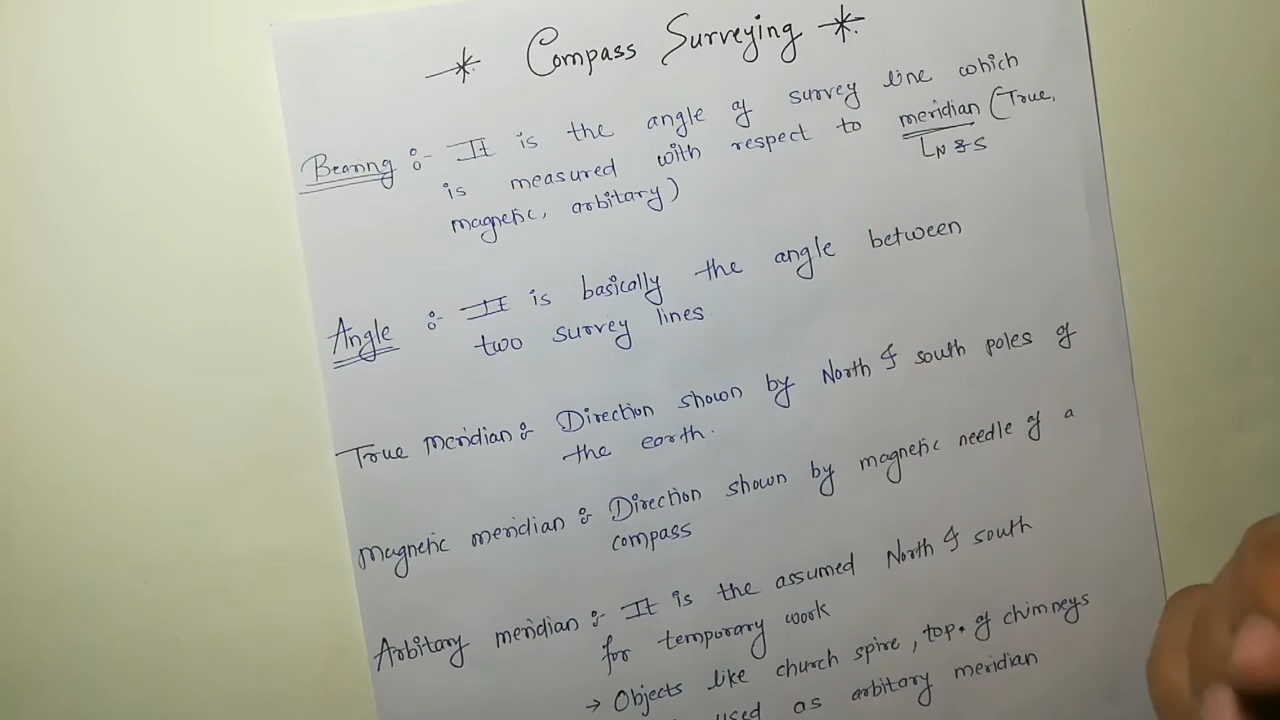 * Compass Surveying *
Bearing :- It is the angle of survey line which
is measured with respect to meridian (True,
↳ N & S
magnetic, arbitary)
Angle :- It is basically the angle between
two survey lines
True meridian :- Direction shown by North & south poles of
the earth.
Magnetic meridian :- Direction shown by magnetic needle of a
compass
Arbitary meridian :- It is the assumed North & south
for temporary work
→ Objects like church spire, top. of chimneys
used as arbitary meridian